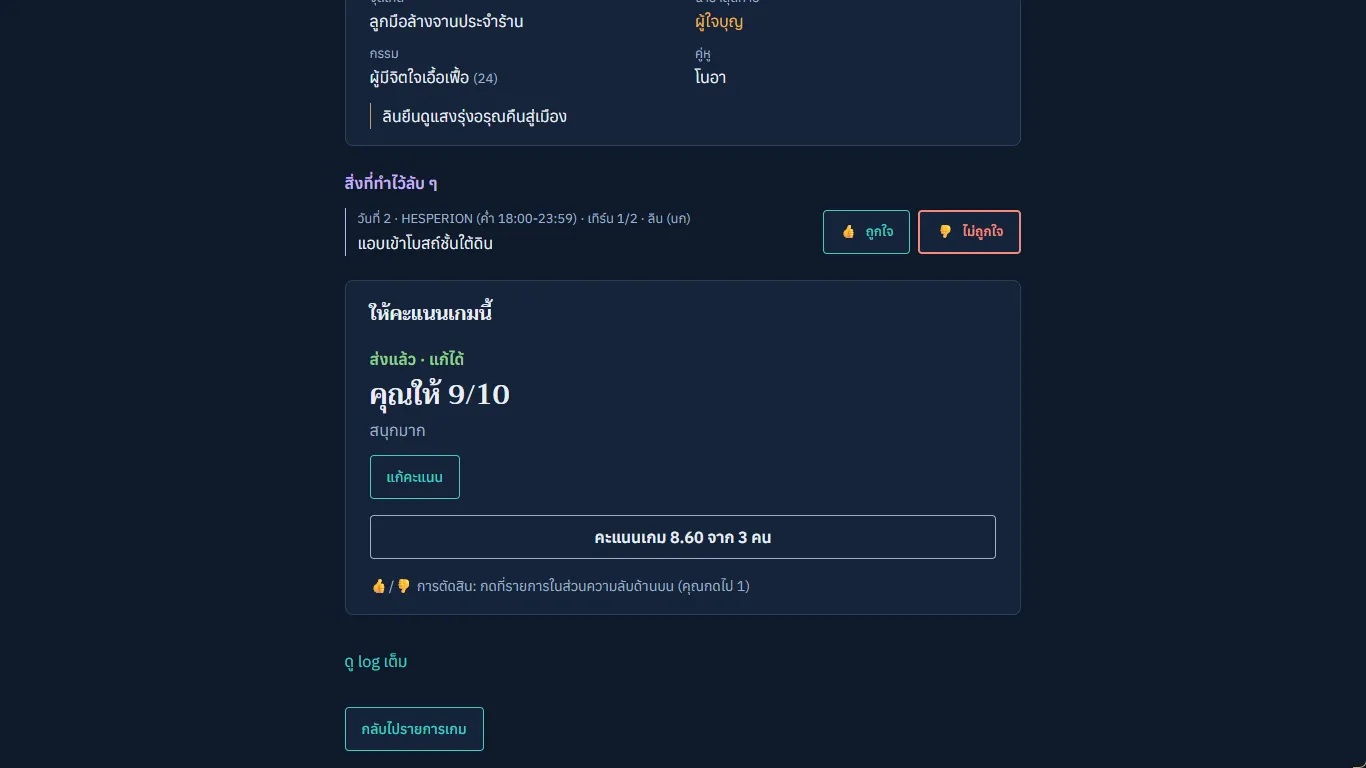 ลูกมือล้างจานประจำร้าน
ผู้ใจบุญ
กรรม
คู่หู
ผู้มีจิตใจเอื้อเฟื้อ (24)
โนอา
ลินยืนดูแสงรุ่งอรุณคืนสู่เมือง
สิ่งที่ทำไว้ลับ ๆ
วันที่ 2 · HESPERION (ค่ำ 18:00-23:59) · เทิร์น 1/2 · ลิน (นก)
แอบเข้าโบสถ์ชั้นใต้ดิน
👍 ถูกใจ
👎 ไม่ถูกใจ
ให้คะแนนเกมนี้
ส่งแล้ว · แก้ได้
คุณให้ 9/10
สนุกมาก
แก้คะแนน
คะแนนเกม 8.60 จาก 3 คน
👍/👎 การตัดสิน: กดที่รายการในส่วนความลับด้านบน (คุณกดไป 1)
ดู log เต็ม
กลับไปรายการเกม